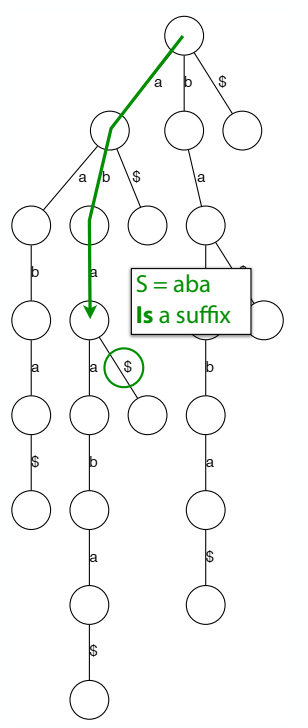 a b $
a b $ a
b a $
S = aba
Is a suffix
a a $ b
$ b a
a $
$